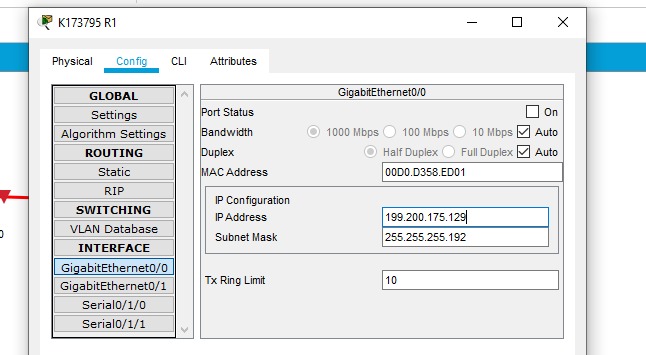 K173795 R1
Physical Config CLI Attributes
GLOBAL
Settings
Algorithm Settings
ROUTING
Static
RIP
SWITCHING
VLAN Database
INTERFACE
GigabitEthernet0/0
GigabitEthernet0/1
Serial0/1/0
Serial0/1/1
GigabitEthernet0/0
Port Status On
Bandwidth 1000 Mbps 100 Mbps 10 Mbps Auto
Duplex Half Duplex Full Duplex Auto
MAC Address 00D0.D358.ED01
IP Configuration
IP Address 199.200.175.129
Subnet Mask 255.255.255.192
Tx Ring Limit 10